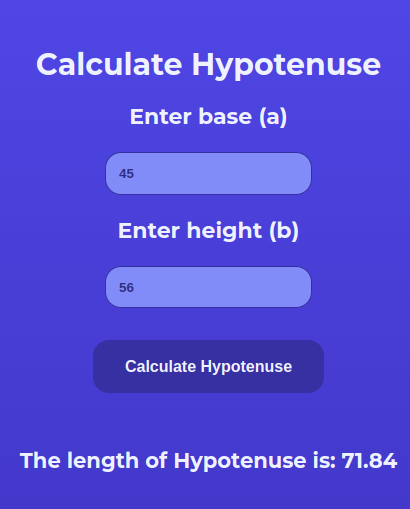 Calculate Hypotenuse
Enter base (a)
45
Enter height (b)
56
Calculate Hypotenuse
The length of Hypotenuse is: 71.84